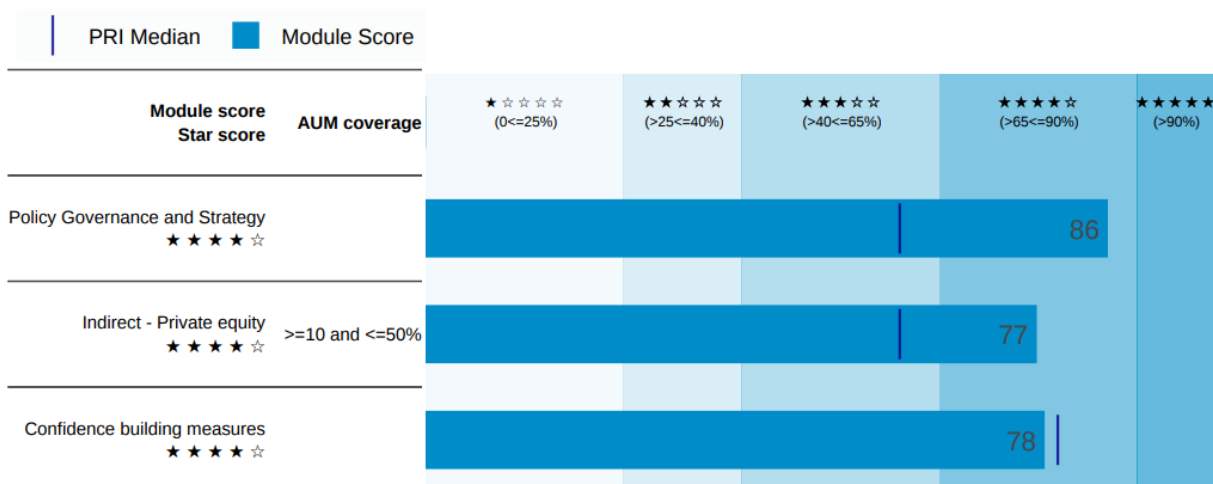 PRI Median Module Score
Module score
Star score
AUM coverage
★☆☆☆☆
(0<=25%)
★★☆☆☆
(>25<=40%)
★★★☆☆
(>40<=65%)
★★★★☆
(>65<=90%)
★★★★★
(>90%)
Policy Governance and Strategy
★★★★☆
86
Indirect - Private equity
★★★★☆
>=10 and <=50%
77
Confidence building measures
★★★★☆
78